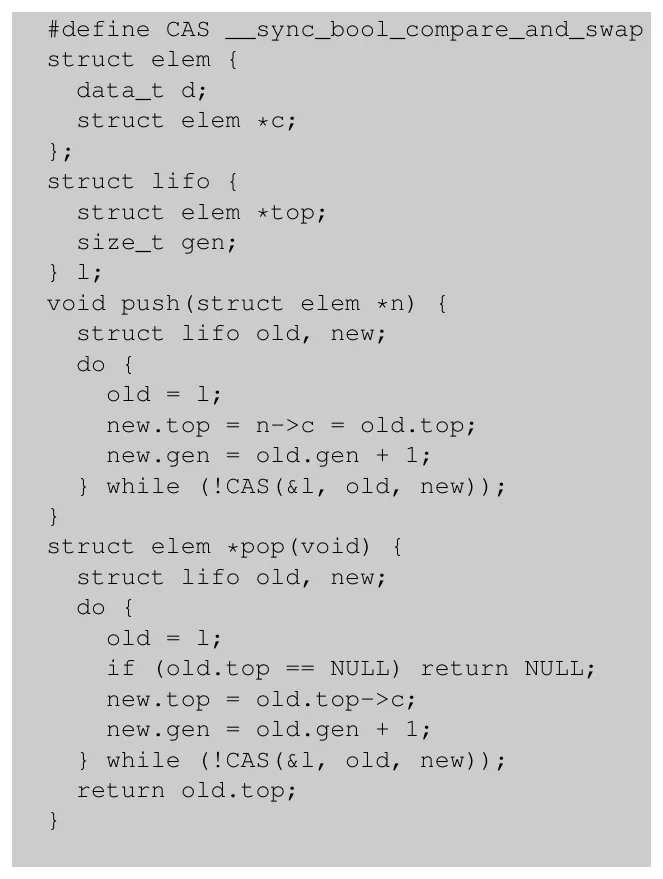 #define CAS __sync_bool_compare_and_swap
struct elem {
  data_t d;
  struct elem *c;
};
struct lifo {
  struct elem *top;
  size_t gen;
} l;
void push(struct elem *n) {
  struct lifo old, new;
  do {
    old = l;
    new.top = n->c = old.top;
    new.gen = old.gen + 1;
  } while (!CAS(&l, old, new));
}
struct elem *pop(void) {
  struct lifo old, new;
  do {
    old = l;
    if (old.top == NULL) return NULL;
    new.top = old.top->c;
    new.gen = old.gen + 1;
  } while (!CAS(&l, old, new));
  return old.top;
}